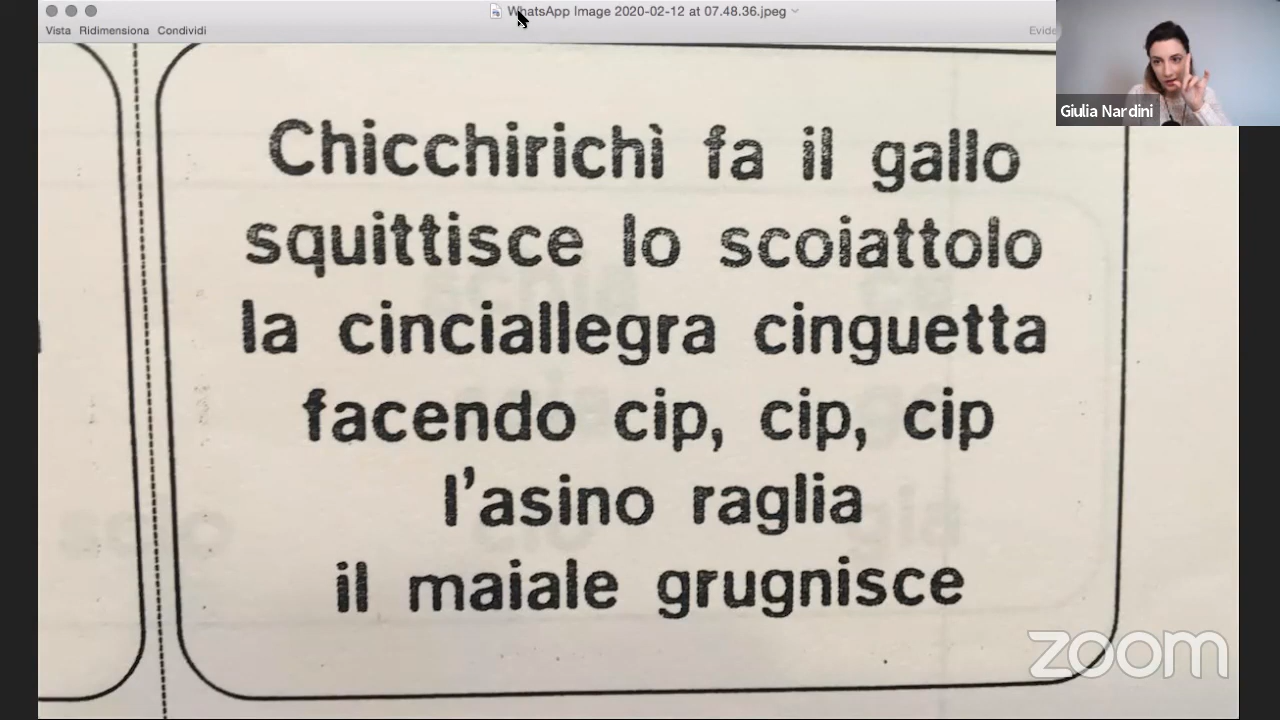 WhatsApp Image 2020-02-12 at 07.48.36.jpeg
Vista Ridimensiona Condividi
Giulia Nardini
Chicchirichì fa il gallo
squittisce lo scoiattolo
la cinciallegra cinguetta
facendo cip, cip, cip
l'asino raglia
il maiale grugnisce
zoom